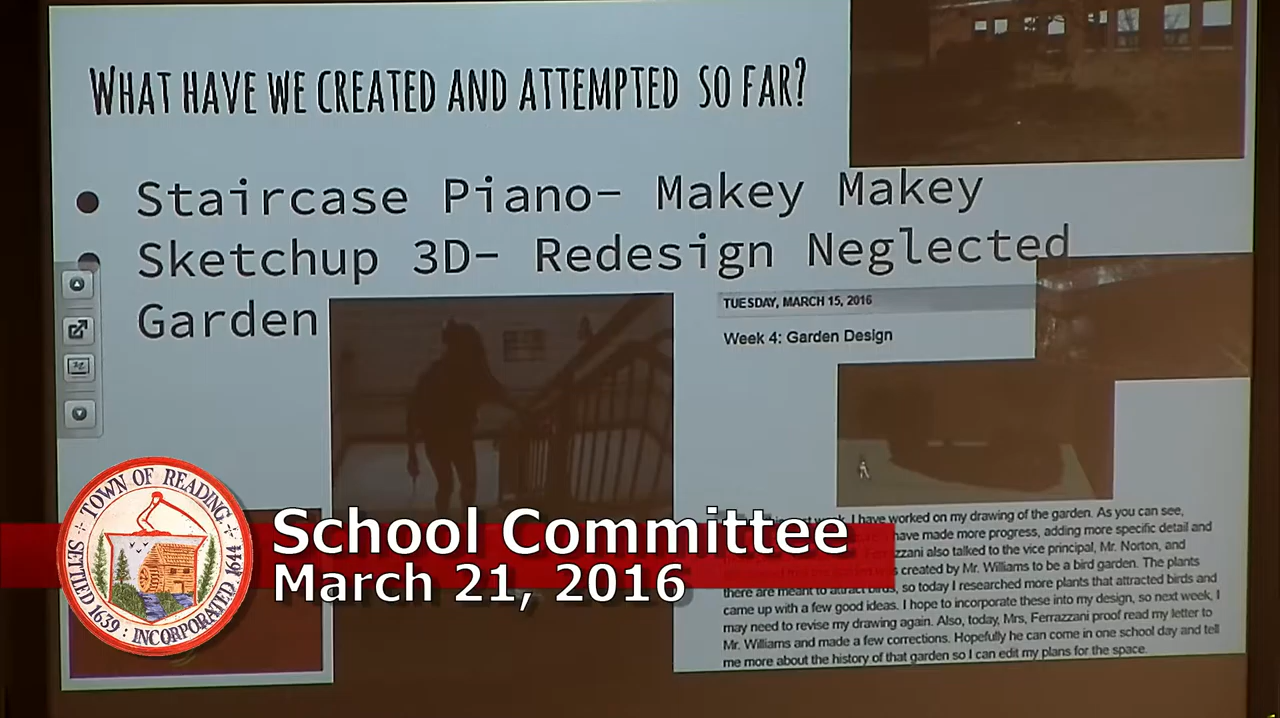 WHAT HAVE WE CREATED AND ATTEMPTED SO FAR?
Staircase Piano- Makey Makey
Sketchup 3D- Redesign Neglected
Garden
TUESDAY, MARCH 15, 2016
Week 4: Garden Design
I have worked on my drawing of the garden. As you can see,
have made more progress, adding more specific detail and
also talked to the vice principal, Mr. Norton, and
created by Mr. Williams to be a bird garden. The plants
there are meant to attract birds, so today I researched more plants that attracted birds and
came up with a few good ideas. I hope to incorporate these into my design, so next week, I
may need to revise my drawing again. Also, today, Mrs, Ferrazzani proof read my letter to
Mr. Williams and made a few corrections. Hopefully he can come in one school day and tell
me more about the history of that garden so I can edit my plans for the space.
TOWN OF READING
SETTLED 1639 : INCORPORATED 1644
School Committee
March 21, 2016